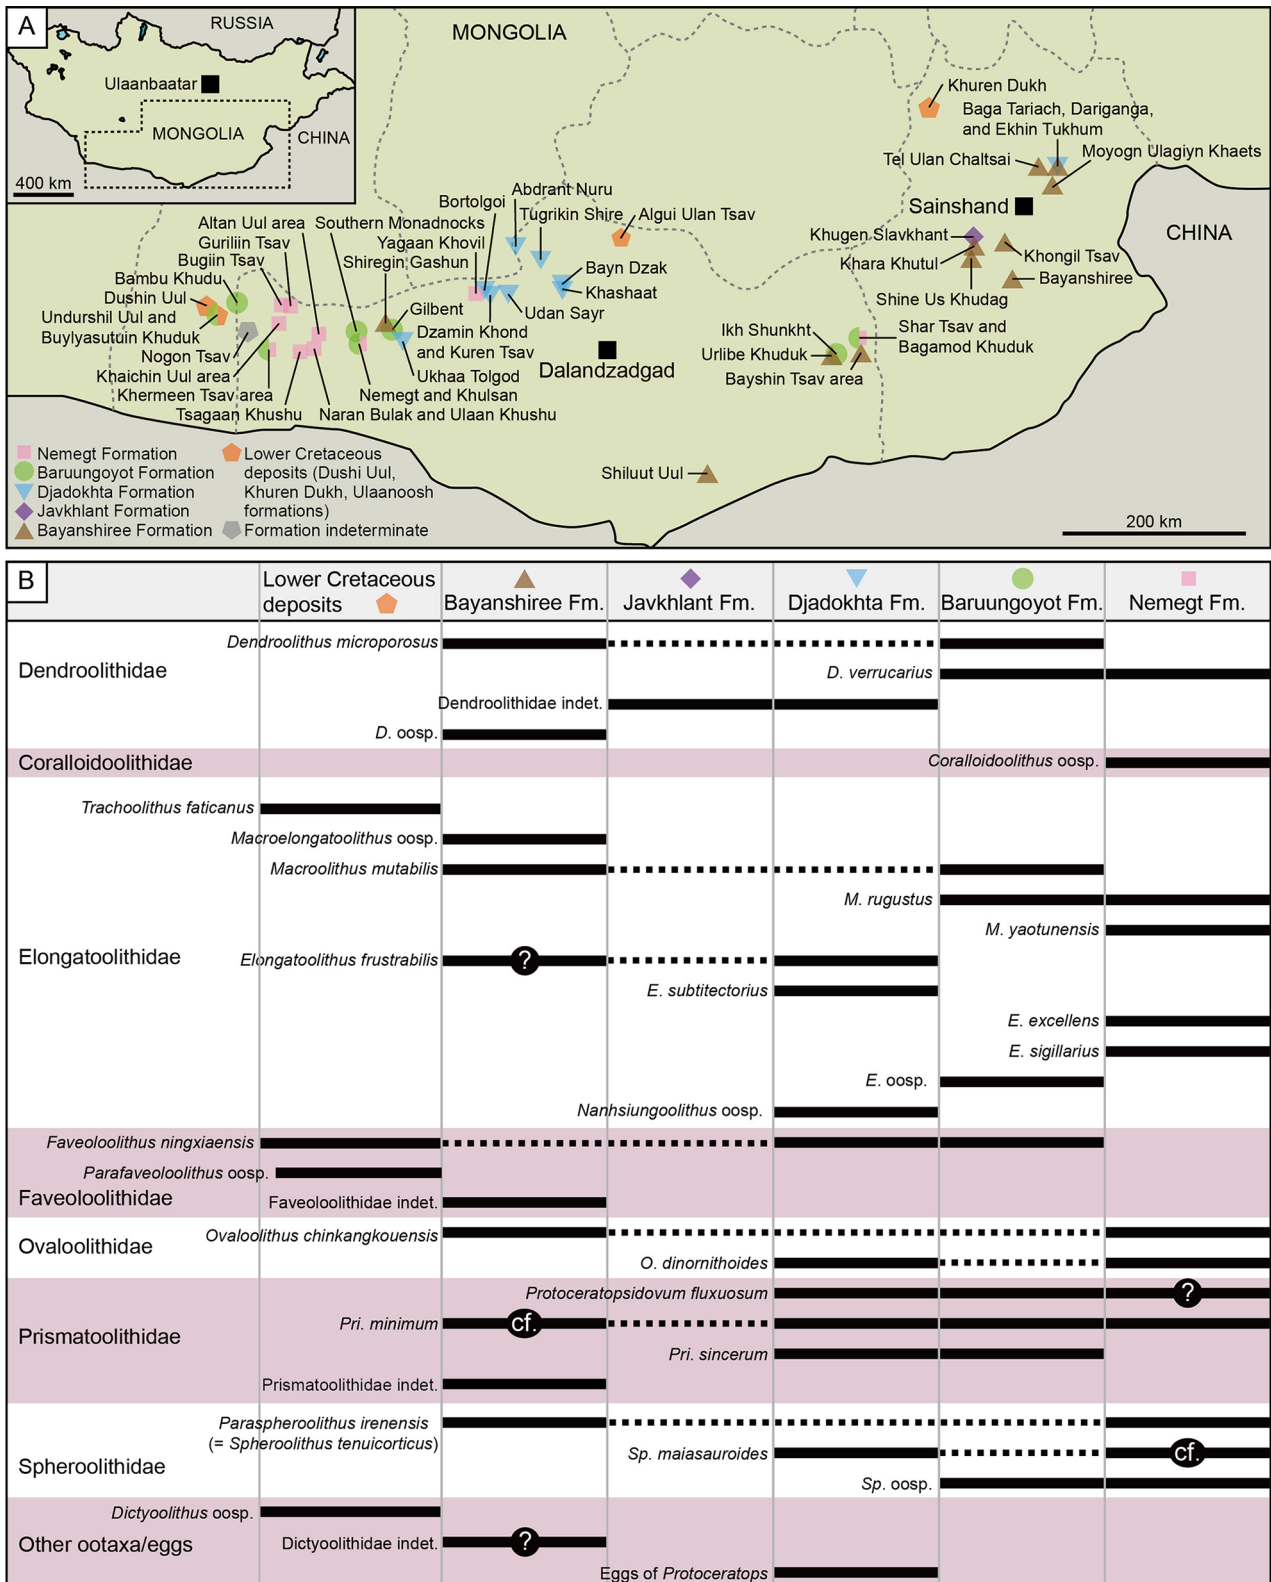 A
RUSSIA
Ulaanbaatar
MONGOLIA
CHINA
400 km
MONGOLIA
Khuren Dukh
Baga Tariach, Dariganga,
and Ekhin Tukhum
Tel Ulan Chaltsai
Moyogn Ulagiyn Khaets
Sainshand
CHINA
Khugen Slavkhant
Khara Khutul
Khongil Tsav
Bayanshiree
Shine Us Khudag
Abdrant Nuru
Bortolgoi
Tugrikin Shire
Algui Ulan Tsav
Altan Uul area
Southern Monadnocks
Guriliin Tsav
Yagaan Khovil
Bugiin Tsav
Shiregin Gashun
Bayn Dzak
Bambu Khudu
Khashaat
Dushin Uul
Gilbent
Udan Sayr
Undurshil Uul and
Buylyasutuin Khuduk
Dzamin Khond
and Kuren Tsav
Ikh Shunkht
Shar Tsav and
Bagamod Khuduk
Nogon Tsav
Urlibe Khuduk
Khaichin Uul area
Ukhaa Tolgod
Dalandzadgad
Bayshin Tsav area
Khermeen Tsav area
Nemegt and Khulsan
Tsagaan Khushu
Naran Bulak and Ulaan Khushu
Shiluut Uul
Nemegt Formation
Baruungoyot Formation
Djadokhta Formation
Javkhlant Formation
Bayanshiree Formation
Lower Cretaceous
deposits (Dushi Uul,
Khuren Dukh, Ulaanoosh
formations)
Formation indeterminate
200 km
B
Lower Cretaceous
deposits
Bayanshiree Fm.
Javkhlant Fm.
Djadokhta Fm.
Baruungoyot Fm.
Nemegt Fm.
Dendroolithidae
Dendroolithus microporosus
D. verrucarius
Dendroolithidae indet.
D. oosp.
Coralloidoolithidae
Coralloidoolithus oosp.
Trachoolithus faticanus
Macroelongatoolithus oosp.
Macroolithus mutabilis
M. rugustus
M. yaotunensis
Elongatoolithidae
Elongatoolithus frustrabilis
?
E. subtitectorius
E. excellens
E. sigillarius
E. oosp.
Nanhsiungoolithus oosp.
Faveoloolithus ningxiaensis
Parafaveoloolithus oosp.
Faveoloolithidae
Faveoloolithidae indet.
Ovaloolithidae
Ovaloolithus chinkangkouensis
O. dinornithoides
Protoceratopsidovum fluxuosum
?
Prismatoolithidae
Pri. minimum
cf.
Pri. sincerum
Prismatoolithidae indet.
Paraspheroolithus irenensis
(= Spheroolithus tenuicorticus)
Sp. maiasauroides
cf.
Spheroolithidae
Sp. oosp.
Dictyoolithus oosp.
Other ootaxa/eggs
Dictyoolithidae indet.
?
Eggs of Protoceratops